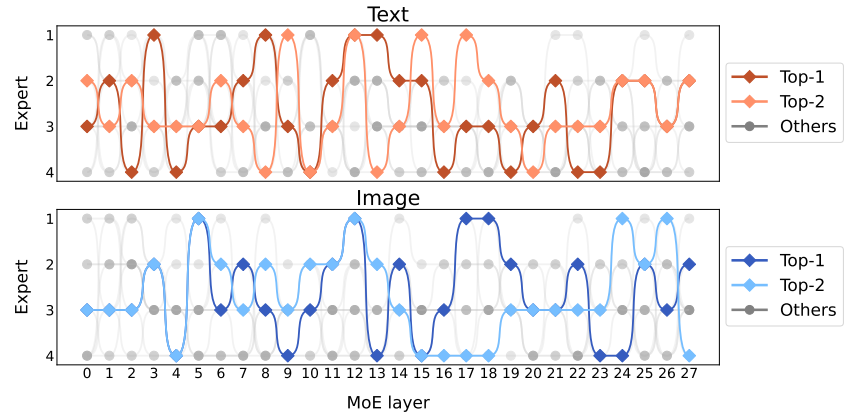 Text
Expert
1
2
3
4
Top-1
Top-2
Others
Image
Expert
1
2
3
4
Top-1
Top-2
Others
0 1 2 3 4 5 6 7 8 9 10 11 12 13 14 15 16 17 18 19 20 21 22 23 24 25 26 27
MoE layer